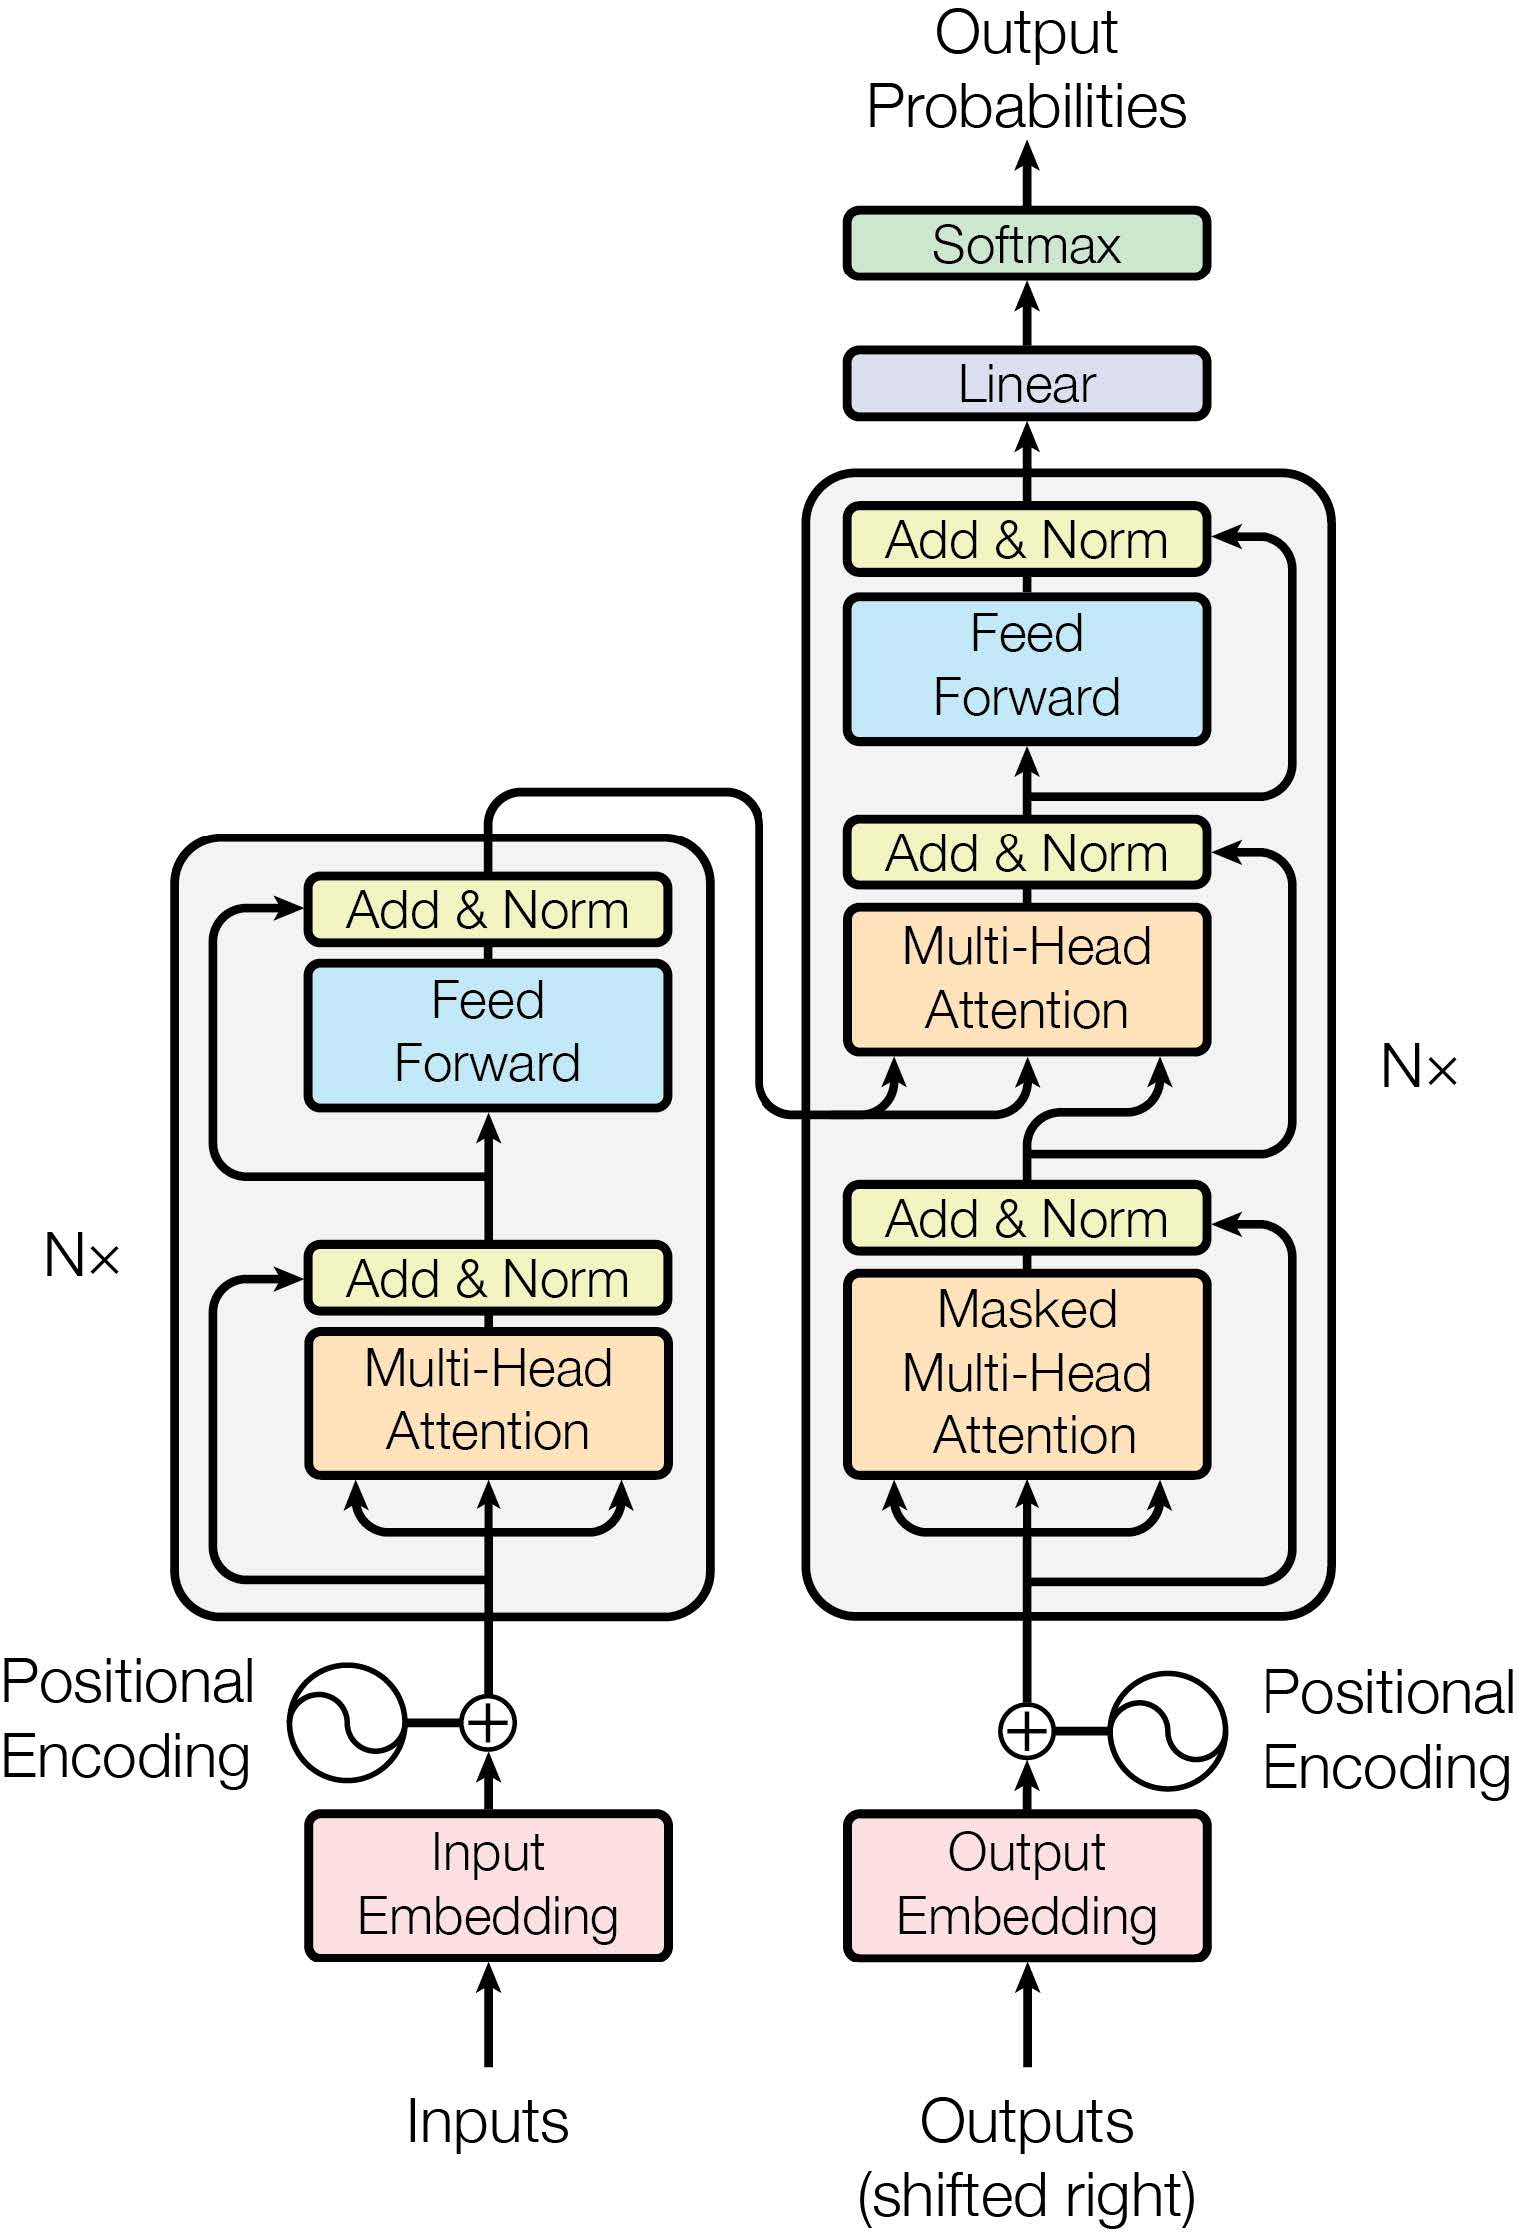 Output
Probabilities
Softmax
Linear
Add & Norm
Feed
Forward
Add & Norm
Multi-Head
Attention
Add & Norm
Masked
Multi-Head
Attention
N×
Add & Norm
Feed
Forward
Add & Norm
Multi-Head
Attention
N×
Positional
Encoding
Positional
Encoding
Input
Embedding
Output
Embedding
Inputs
Outputs
(shifted right)